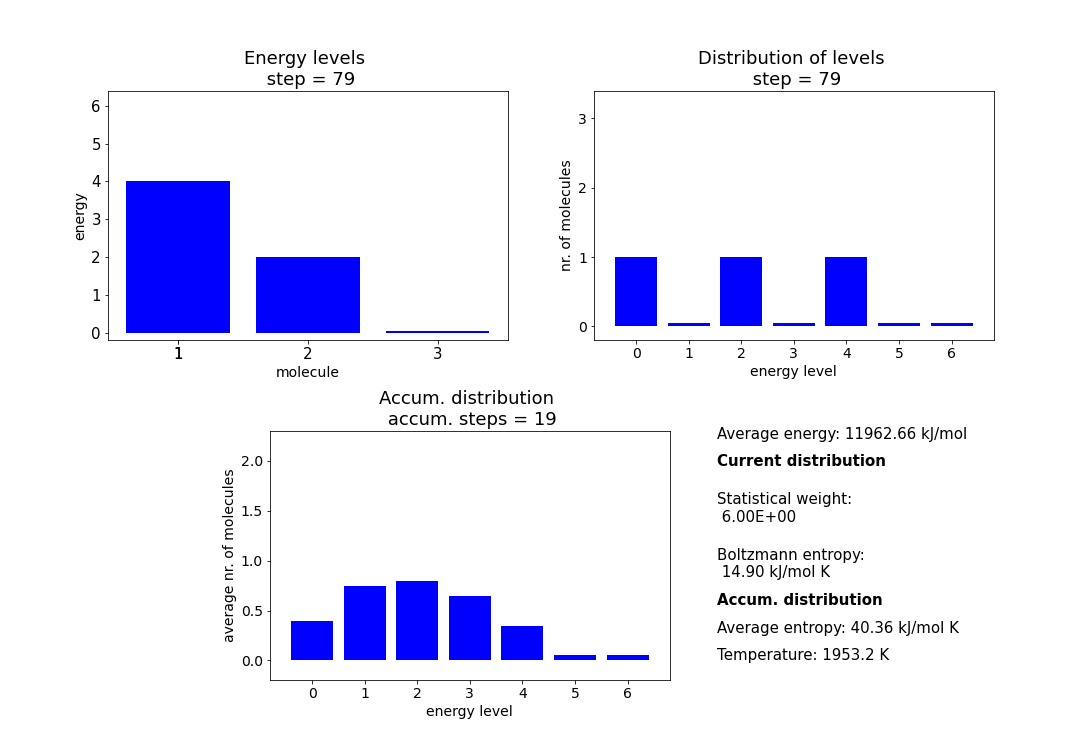 Energy levels
step = 79
6
5
4
3
2
1
0
energy
1
2
3
molecule
Distribution of levels
step = 79
3
2
1
0
nr. of molecules
0
1
2
3
4
5
6
energy level
Accum. distribution
accum. steps = 19
2.0
1.5
1.0
0.5
0.0
average nr. of molecules
0
1
2
3
4
5
6
energy level
Average energy: 11962.66 kJ/mol
Current distribution
Statistical weight:
6.00E+00
Boltzmann entropy:
14.90 kJ/mol K
Accum. distribution
Average entropy: 40.36 kJ/mol K
Temperature: 1953.2 K